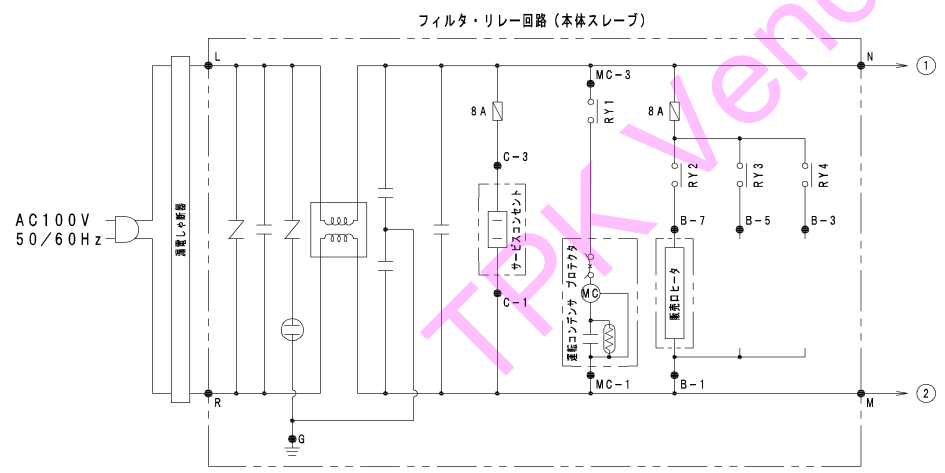 フィルタ・リレー回路（本体スレーブ）
L
N
①
MC-3
8A
RY1
8A
C-3
RY2
RY3
RY4
AC100V
50/60Hz
漏電しゃ断器
サービスコンセント
B-7
B-5
B-3
プロテクタ
MC
運転コンデンサ
販売口ヒータ
C-1
MC-1
B-1
R
M
②
G
TPK Venc